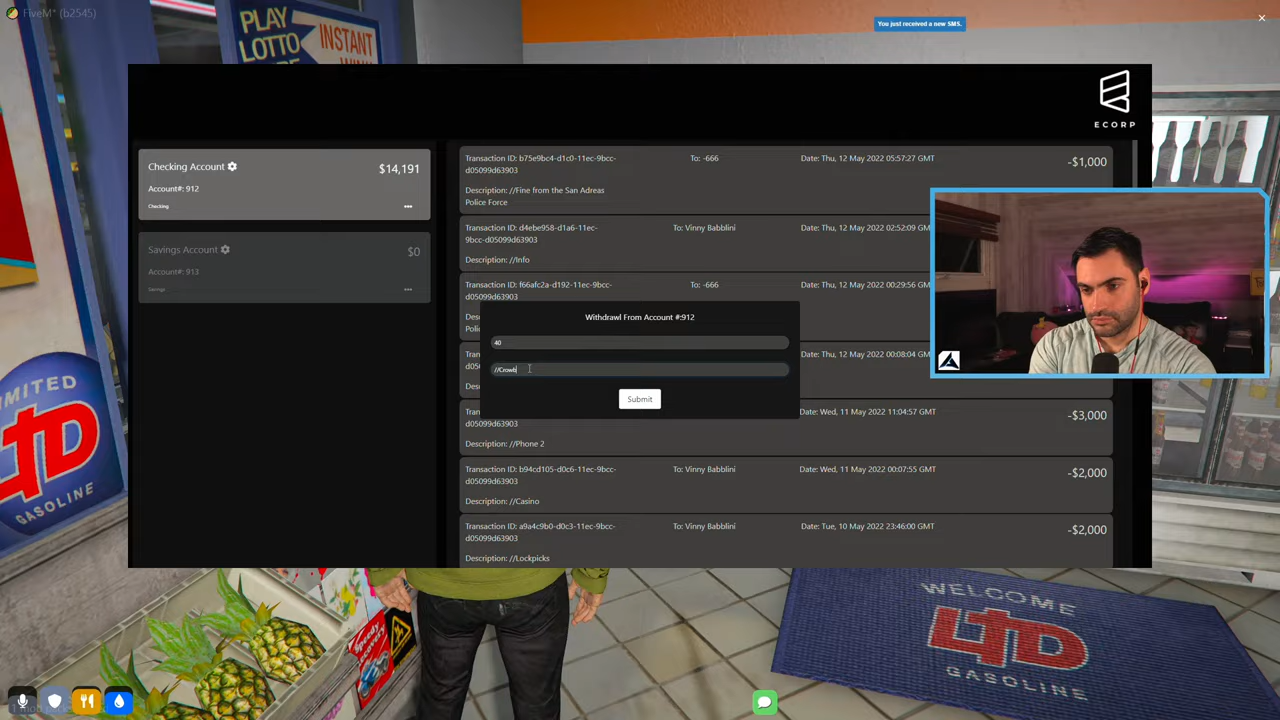 FiveM* (b2545)
You just received a new SMS.
PLAY
LOTTO
INSTANT
ECORP
Checking Account
$14,191
Account#: 912
Checking
Savings Account
$0
Account#: 913
Savings
Transaction ID: b75e9bc4-d1c0-11ec-9bcc-
d05099d63903
To: -666
Date: Thu, 12 May 2022 05:57:27 GMT
-$1,000
Description: //Fine from the San Adreas
Police Force
Transaction ID: d4ebe958-d1a6-11ec-
9bcc-d05099d63903
To: Vinny Babblini
Date: Thu, 12 May 2022 02:52:09 GMT
Description: //Info
Transaction ID: f66afc2a-d192-11ec-
9bcc-d05099d63903
To: -666
Date: Thu, 12 May 2022 00:29:56 GMT
Withdrawl From Account #:912
40
//Crowb
Submit
Date: Thu, 12 May 2022 00:08:04 GMT
d05099d63903
Date: Wed, 11 May 2022 11:04:57 GMT
-$3,000
Description: //Phone 2
Transaction ID: b94cd105-d0c6-11ec-9bcc-
d05099d63903
To: Vinny Babblini
Date: Wed, 11 May 2022 00:07:55 GMT
-$2,000
Description: //Casino
Transaction ID: a9a4c9b0-d0c3-11ec-9bcc-
d05099d63903
To: Vinny Babblini
Date: Tue, 10 May 2022 23:46:00 GMT
-$2,000
Description: //Lockpicks
LIMITED
LTD
GASOLINE
Speedy
recovery
WELCOME
LTD
GASOLINE